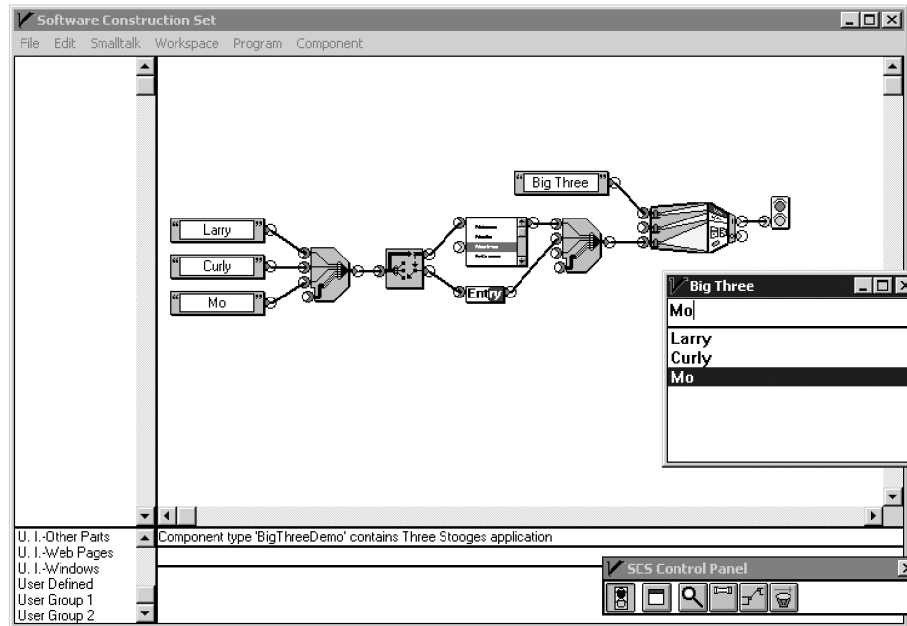 Software Construction Set
File Edit Smalltalk Workspace Program Component
“ Big Three ”
“ Larry ”
“ Curly ”
“ Mo ”
Entry
Big Three
Mo
Larry
Curly
Mo
U. I.-Other Parts
U. I.-Web Pages
U. I.-Windows
User Defined
User Group 1
User Group 2
Component type 'BigThreeDemo' contains Three Stooges application
SCS Control Panel